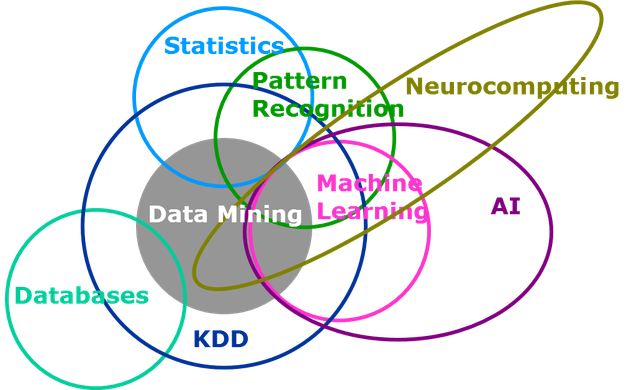 Statistics
Pattern
Recognition
Neurocomputing
Machine
Learning
AI
Data Mining
Databases
KDD